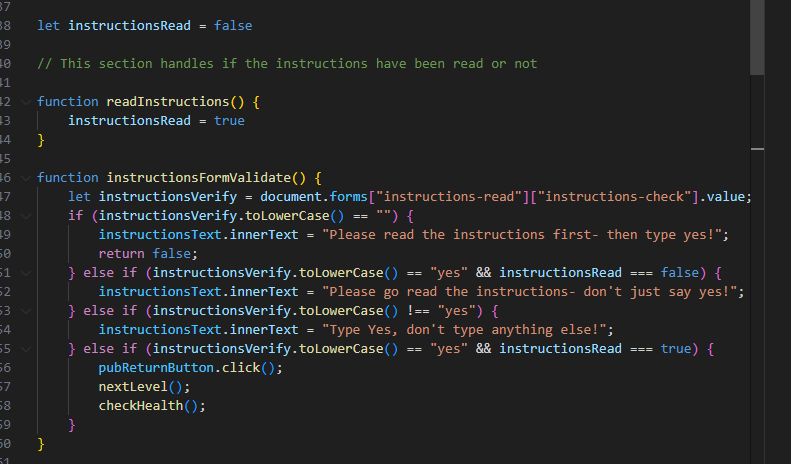 37
38 let instructionsRead = false
39
40 // This section handles if the instructions have been read or not
41
42 function readInstructions() {
43 instructionsRead = true
44 }
45
46 function instructionsFormValidate() {
47 let instructionsVerify = document.forms["instructions-read"]["instructions-check"].value;
48 if (instructionsVerify.toLowerCase() == "") {
49 instructionsText.innerText = "Please read the instructions first- then type yes!";
50 return false;
51 } else if (instructionsVerify.toLowerCase() == "yes" && instructionsRead === false) {
52 instructionsText.innerText = "Please go read the instructions- don't just say yes!";
53 } else if (instructionsVerify.toLowerCase() !== "yes") {
54 instructionsText.innerText = "Type Yes, don't type anything else!";
55 } else if (instructionsVerify.toLowerCase() == "yes" && instructionsRead === true) {
56 pubReturnButton.click();
57 nextLevel();
58 checkHealth();
59 }
60 }
61